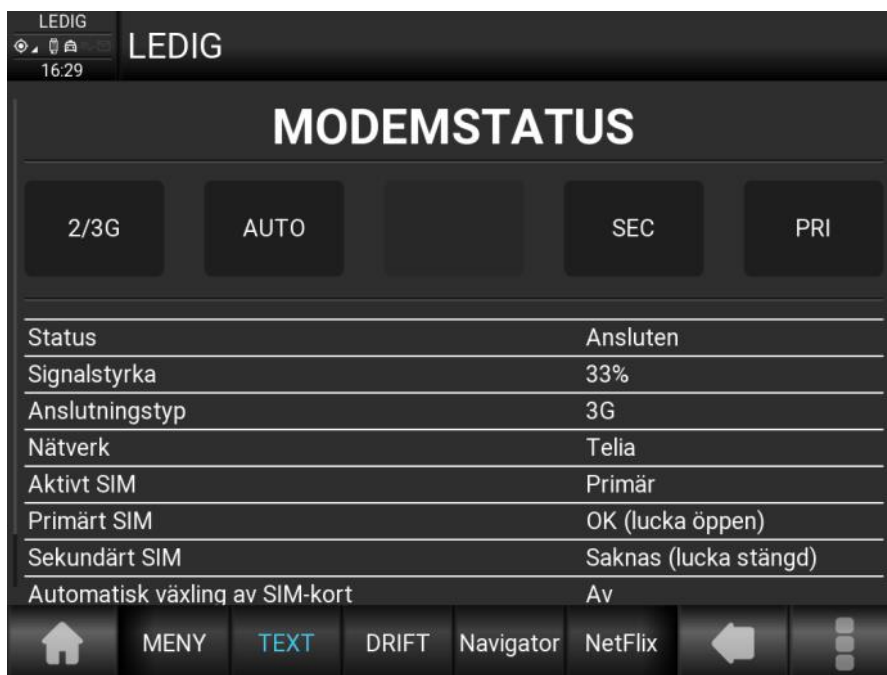 LEDIG
LEDIG
16:29
MODEMSTATUS
2/3G AUTO SEC PRI
Status Ansluten
Signalstyrka 33%
Anslutningstyp 3G
Nätverk Telia
Aktivt SIM Primär
Primärt SIM OK (lucka öppen)
Sekundärt SIM Saknas (lucka stängd)
Automatisk växling av SIM-kort Av
MENY TEXT DRIFT Navigator NetFlix